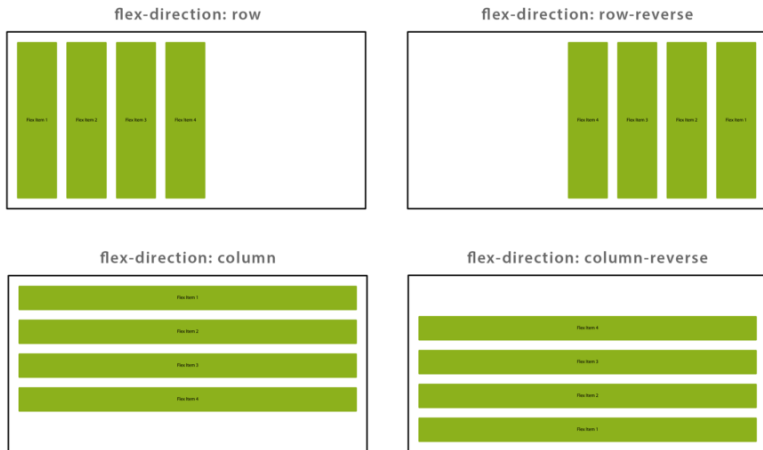 flex-direction: row
Flex Item 1 Flex Item 2 Flex Item 3 Flex Item 4
flex-direction: row-reverse
Flex Item 4 Flex Item 3 Flex Item 2 Flex Item 1
flex-direction: column
Flex Item 1
Flex Item 2
Flex Item 3
Flex Item 4
flex-direction: column-reverse
Flex Item 4
Flex Item 3
Flex Item 2
Flex Item 1